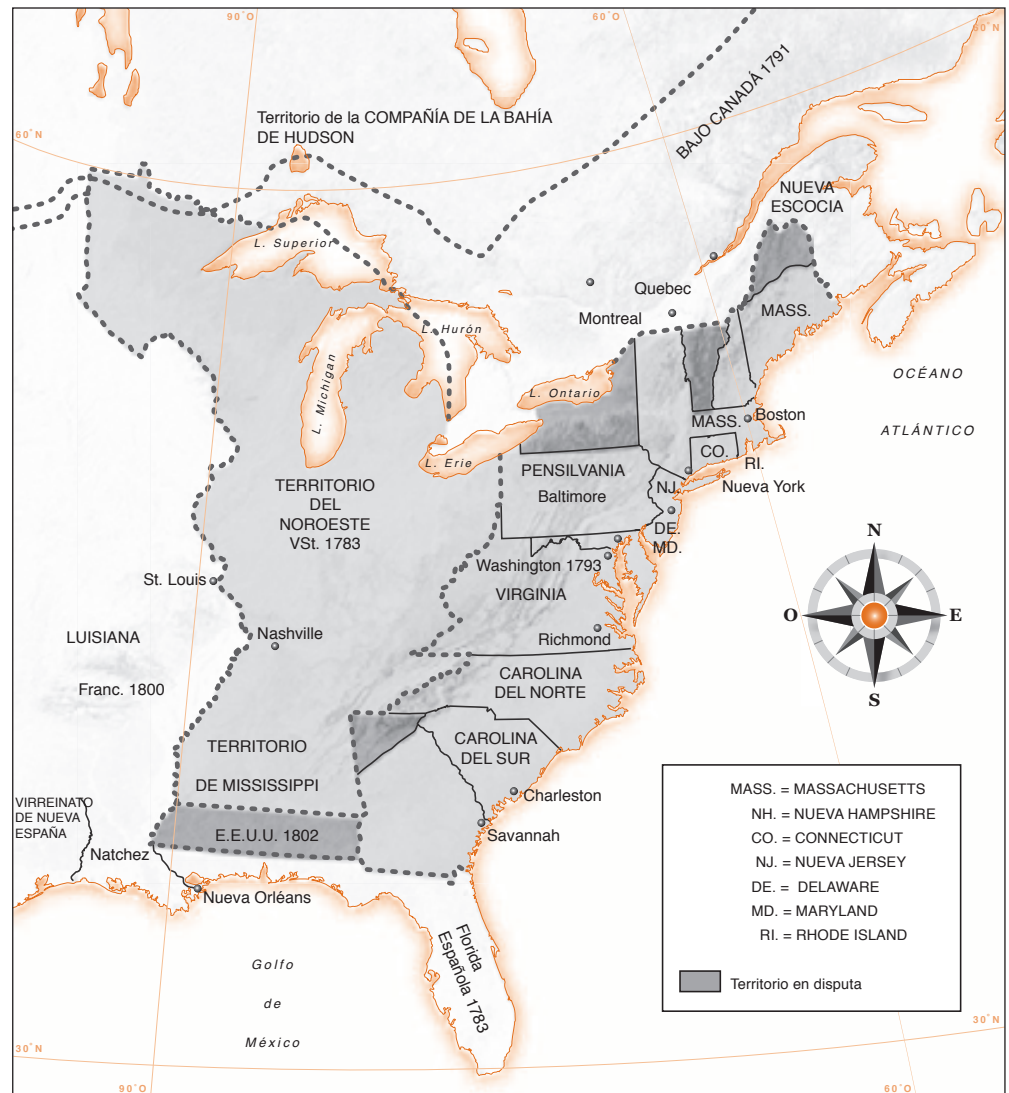 90°O
60°O
50°N
60°N
Territorio de la COMPAÑÍA DE LA BAHÍA
DE HUDSON
BAJO CANADÁ 1791
NUEVA
ESCOCIA
L. Superior
Quebec
Montreal
MASS.
L. Hurón
L. Michigan
L. Ontario
L. Erie
OCÉANO
ATLÁNTICO
MASS.
Boston
CO.
RI.
PENSILVANIA
Baltimore
NJ.
Nueva York
TERRITORIO
DEL
NOROESTE
VSt. 1783
DE.
MD.
Washington 1793
VIRGINIA
St. Louis
Nashville
Richmond
LUISIANA
Franc. 1800
CAROLINA
DEL NORTE
CAROLINA
DEL SUR
TERRITORIO
DE MISSISSIPPI
Charleston
Savannah
VIRREINATO
DE NUEVA
ESPAÑA
E.E.U.U. 1802
Natchez
Nueva Orléans
Florida
Española 1783
Golfo
de
México
N
O
E
S
MASS. = MASSACHUSETTS
NH. = NUEVA HAMPSHIRE
CO. = CONNECTICUT
NJ. = NUEVA JERSEY
DE. = DELAWARE
MD. = MARYLAND
RI. = RHODE ISLAND
Territorio en disputa
30°N
30°N
90°O
60°O